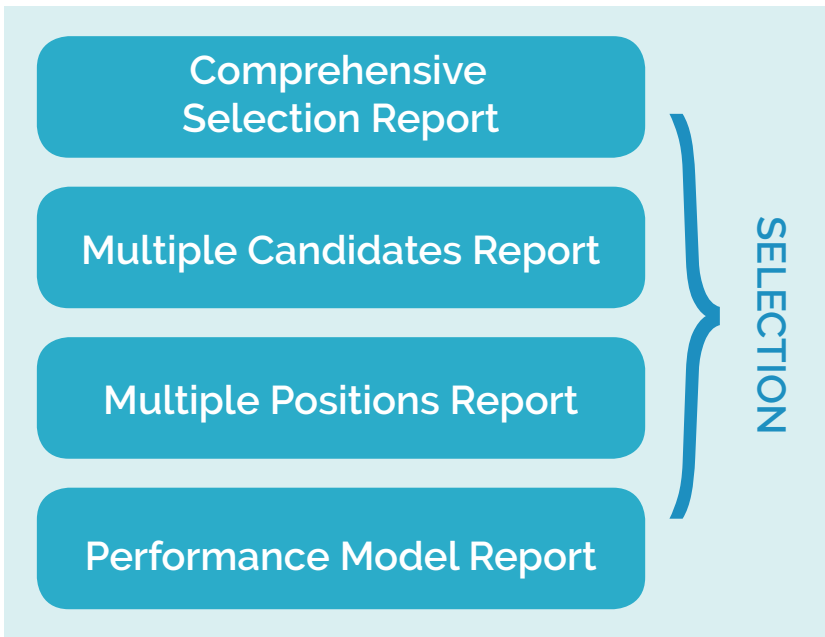 Comprehensive
Selection Report
Multiple Candidates Report
Multiple Positions Report
Performance Model Report
SELECTION